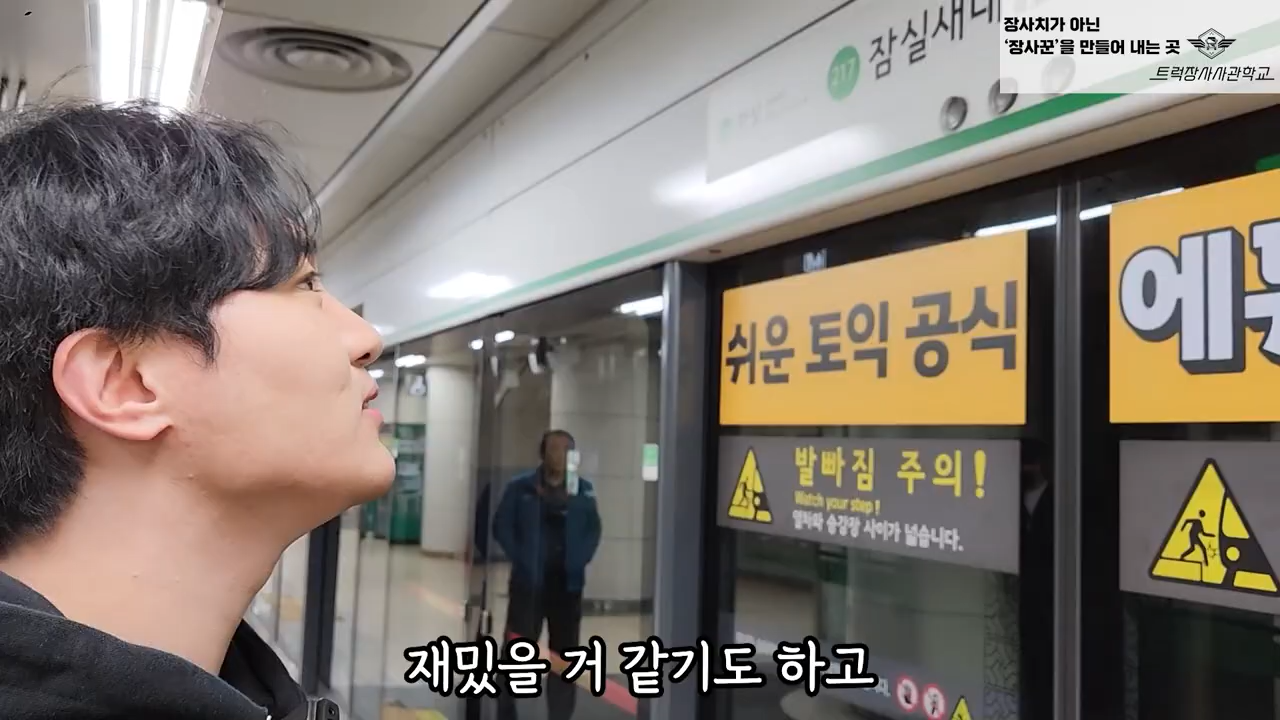 장사치가 아닌
'장사꾼'을 만들어 내는 곳
트럭장사사관학교
217 잠실새내
쉬운 토익 공식
에
발빠짐 주의!
Watch your step!
열차와 승강장 사이가 넓습니다.
재밌을 거 같기도 하고